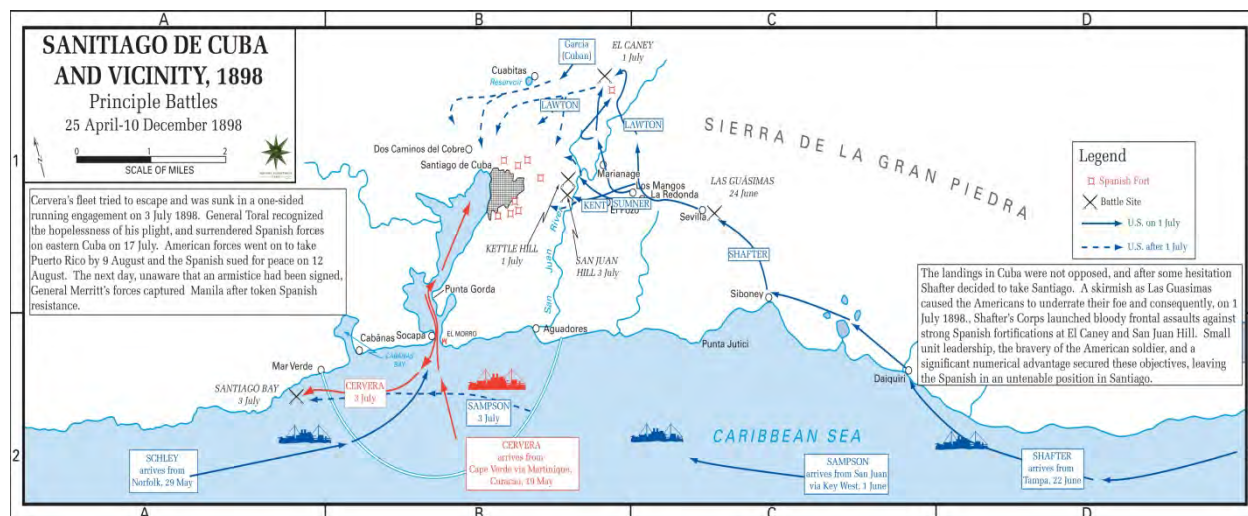 A
B
C
D
SANITIAGO DE CUBA
AND VICINITY, 1898
Principle Battles
25 April-10 December 1898
0 1 2
SCALE OF MILES
Cervera's fleet tried to escape and was sunk in a one-sided
running engagement on 3 July 1898. General Toral recognized
the hopelessness of his plight, and surrendered Spanish forces
on eastern Cuba on 17 July. American forces went on to take
Puerto Rico by 9 August and the Spanish sued for peace on 12
August. The next day, unaware that an armistice had been signed,
General Merritt's forces captured Manila after token Spanish
resistance.
Garcia
(Cuban)
EL CANEY
1 July
Cuabitas
Reservoir
LAWTON
LAWTON
SIERRA DE LA GRAN PIEDRA
1
1
Dos Caminos del Cobre
Santiago de Cuba
Marianage
Los Mangos
La Redonda
El Pozo
KENT
SUMNER
LAS GUÁSIMAS
24 June
Sevilla
KETTLE HILL
1 July
San Juan River
SAN JUAN
HILL 3 July
SHAFTER
Legend
Spanish Fort
Battle Site
U.S. on 1 July
U.S. after 1 July
The landings in Cuba were not opposed, and after some hesitation
Shafter decided to take Santiago. A skirmish as Las Guasimas
caused the Americans to underrate their foe and consequently, on 1
July 1898., Shafter's Corps launched bloody frontal assaults against
strong Spanish fortifications at El Caney and San Juan Hill. Small
unit leadership, the bravery of the American soldier, and a
significant numerical advantage secured these objectives, leaving
the Spanish in an untenable position in Santiago.
Punta Gorda
Siboney
Cabánas
Socapa
EL MORRO
Aguadores
CABAÑAS
BAY
Punta Jutici
Mar Verde
Daiquiri
SANTIAGO BAY
3 July
CERVERA
3 July
SAMPSON
3 July
2
2
CARIBBEAN SEA
SCHLEY
arrives from
Norfolk, 29 May
CERVERA
arrives from
Cape Verde via Martinique,
Curacao, 19 May
SAMPSON
arrives from San Juan
via Key West, 1 June
SHAFTER
arrives from
Tampa, 22 June
A
B
C
D